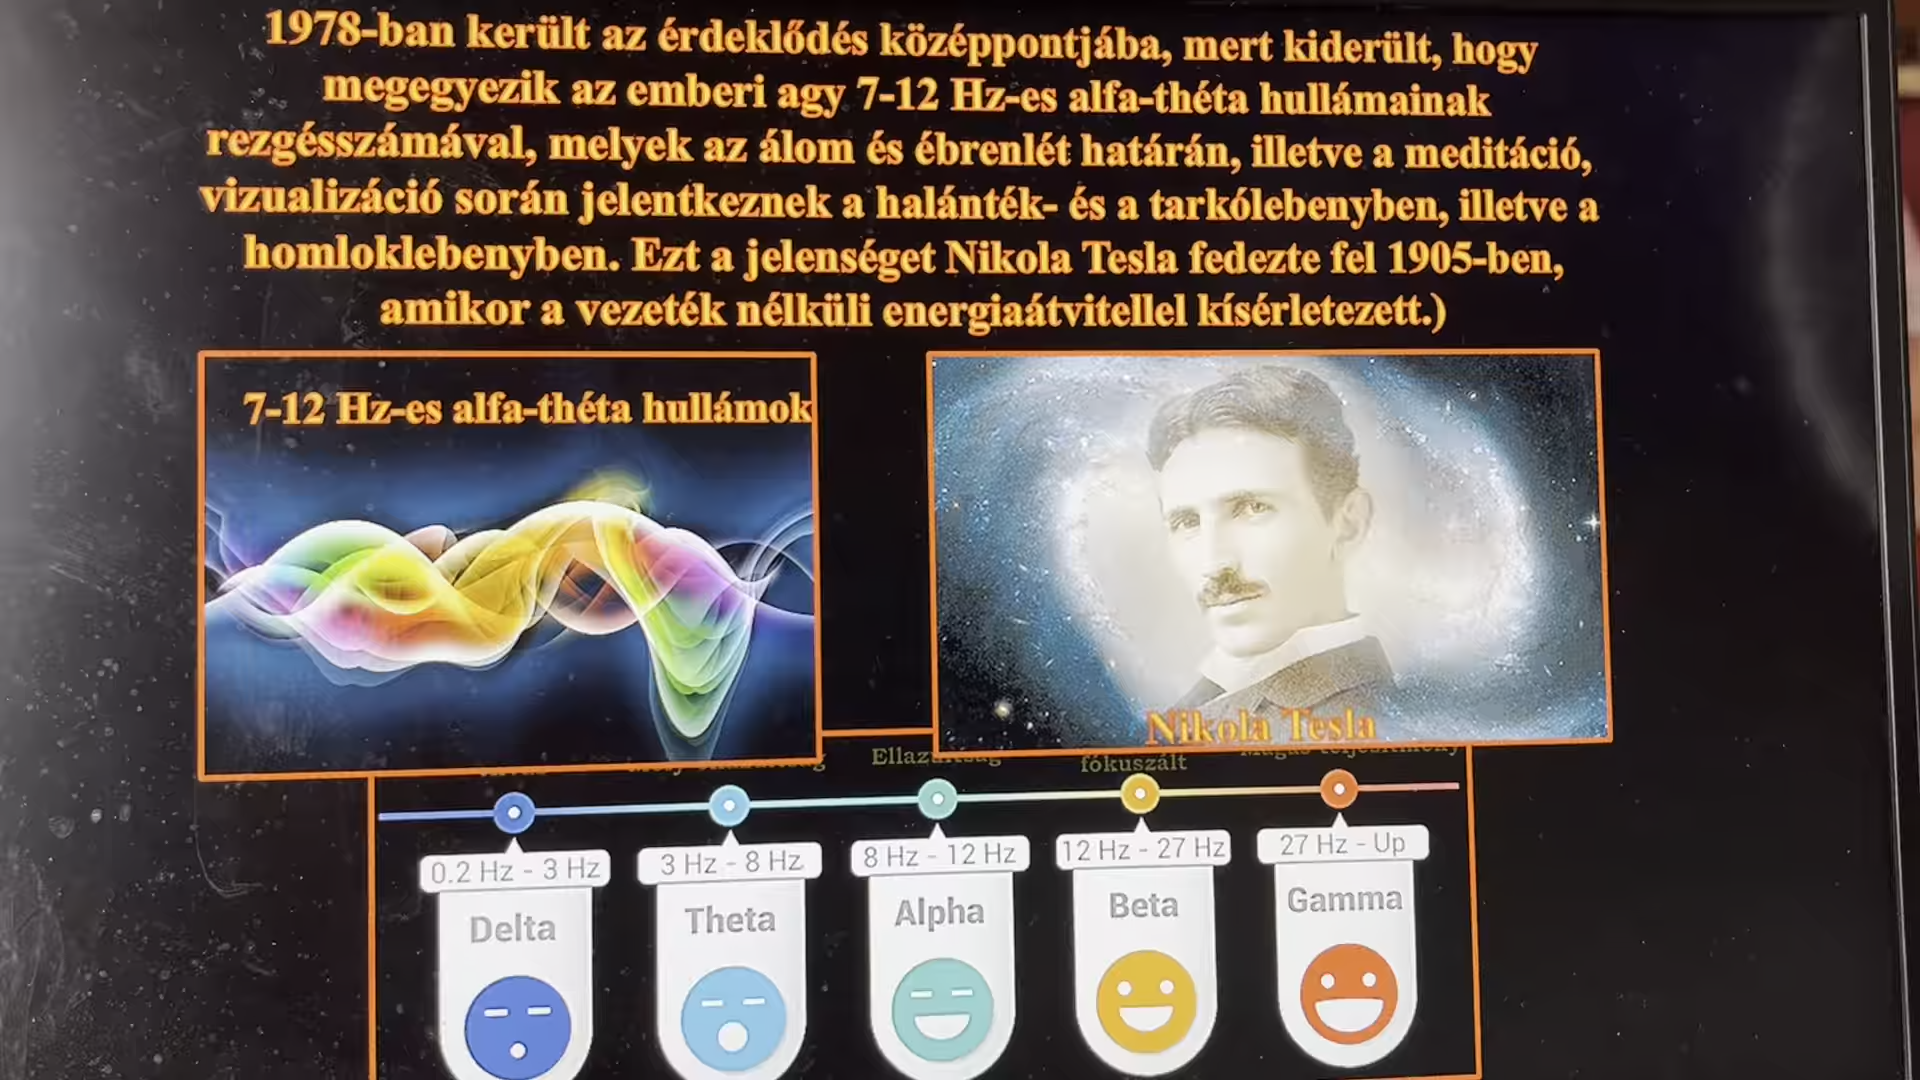 1978-ban került az érdeklődés középpontjába, mert kiderült, hogy
megegyezik az emberi agy 7-12 Hz-es alfa-théta hullámainak
rezgésszámával, melyek az álom és ébrenlét határán, illetve a meditáció,
vizualizáció során jelentkeznek a halánték- és a tarkólebenyben, illetve a
homloklebenyben. Ezt a jelenséget Nikola Tesla fedezte fel 1905-ben,
amikor a vezeték nélküli energiaátvitellel kísérletezett.)
7-12 Hz-es alfa-théta hullámok
Nikola Tesla
Ellazultság
fókuszált
0.2 Hz - 3 Hz
3 Hz - 8 Hz
8 Hz - 12 Hz
12 Hz - 27 Hz
27 Hz - Up
Delta
Theta
Alpha
Beta
Gamma